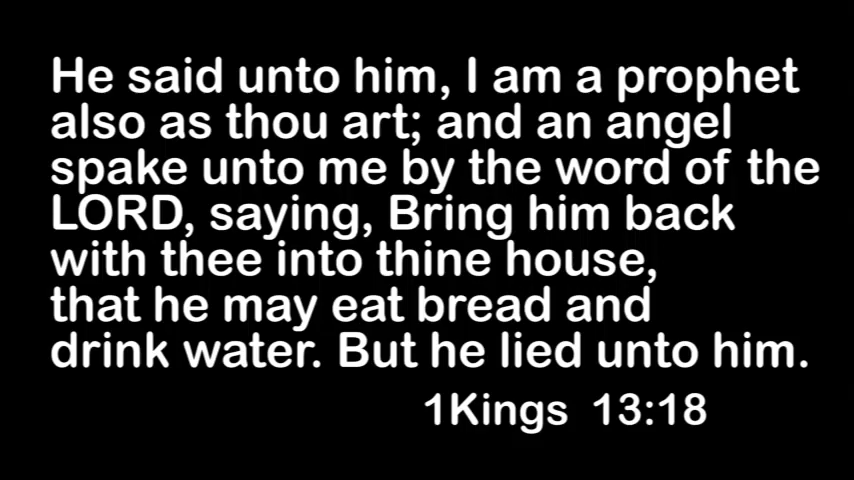 He said unto him, I am a prophet
also as thou art; and an angel
spake unto me by the word of the
LORD, saying, Bring him back
with thee into thine house,
that he may eat bread and
drink water. But he lied unto him.
1Kings 13:18